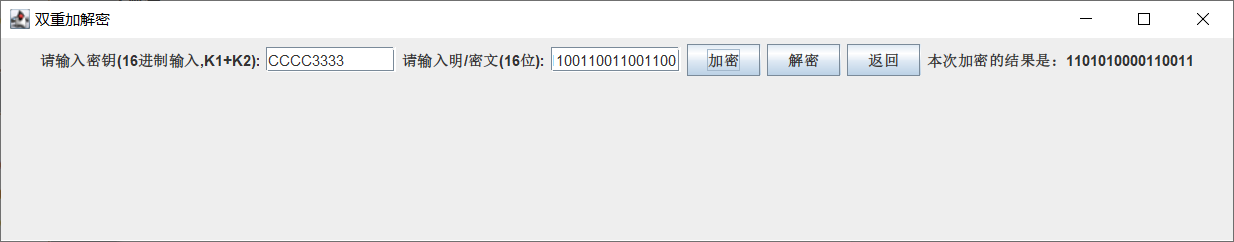 双重加解密
请输入密钥(16进制输入,K1+K2): CCCC3333 请输入明/密文(16位): 100110011001100 加密 解密 返回 本次加密的结果是：1101010000110011